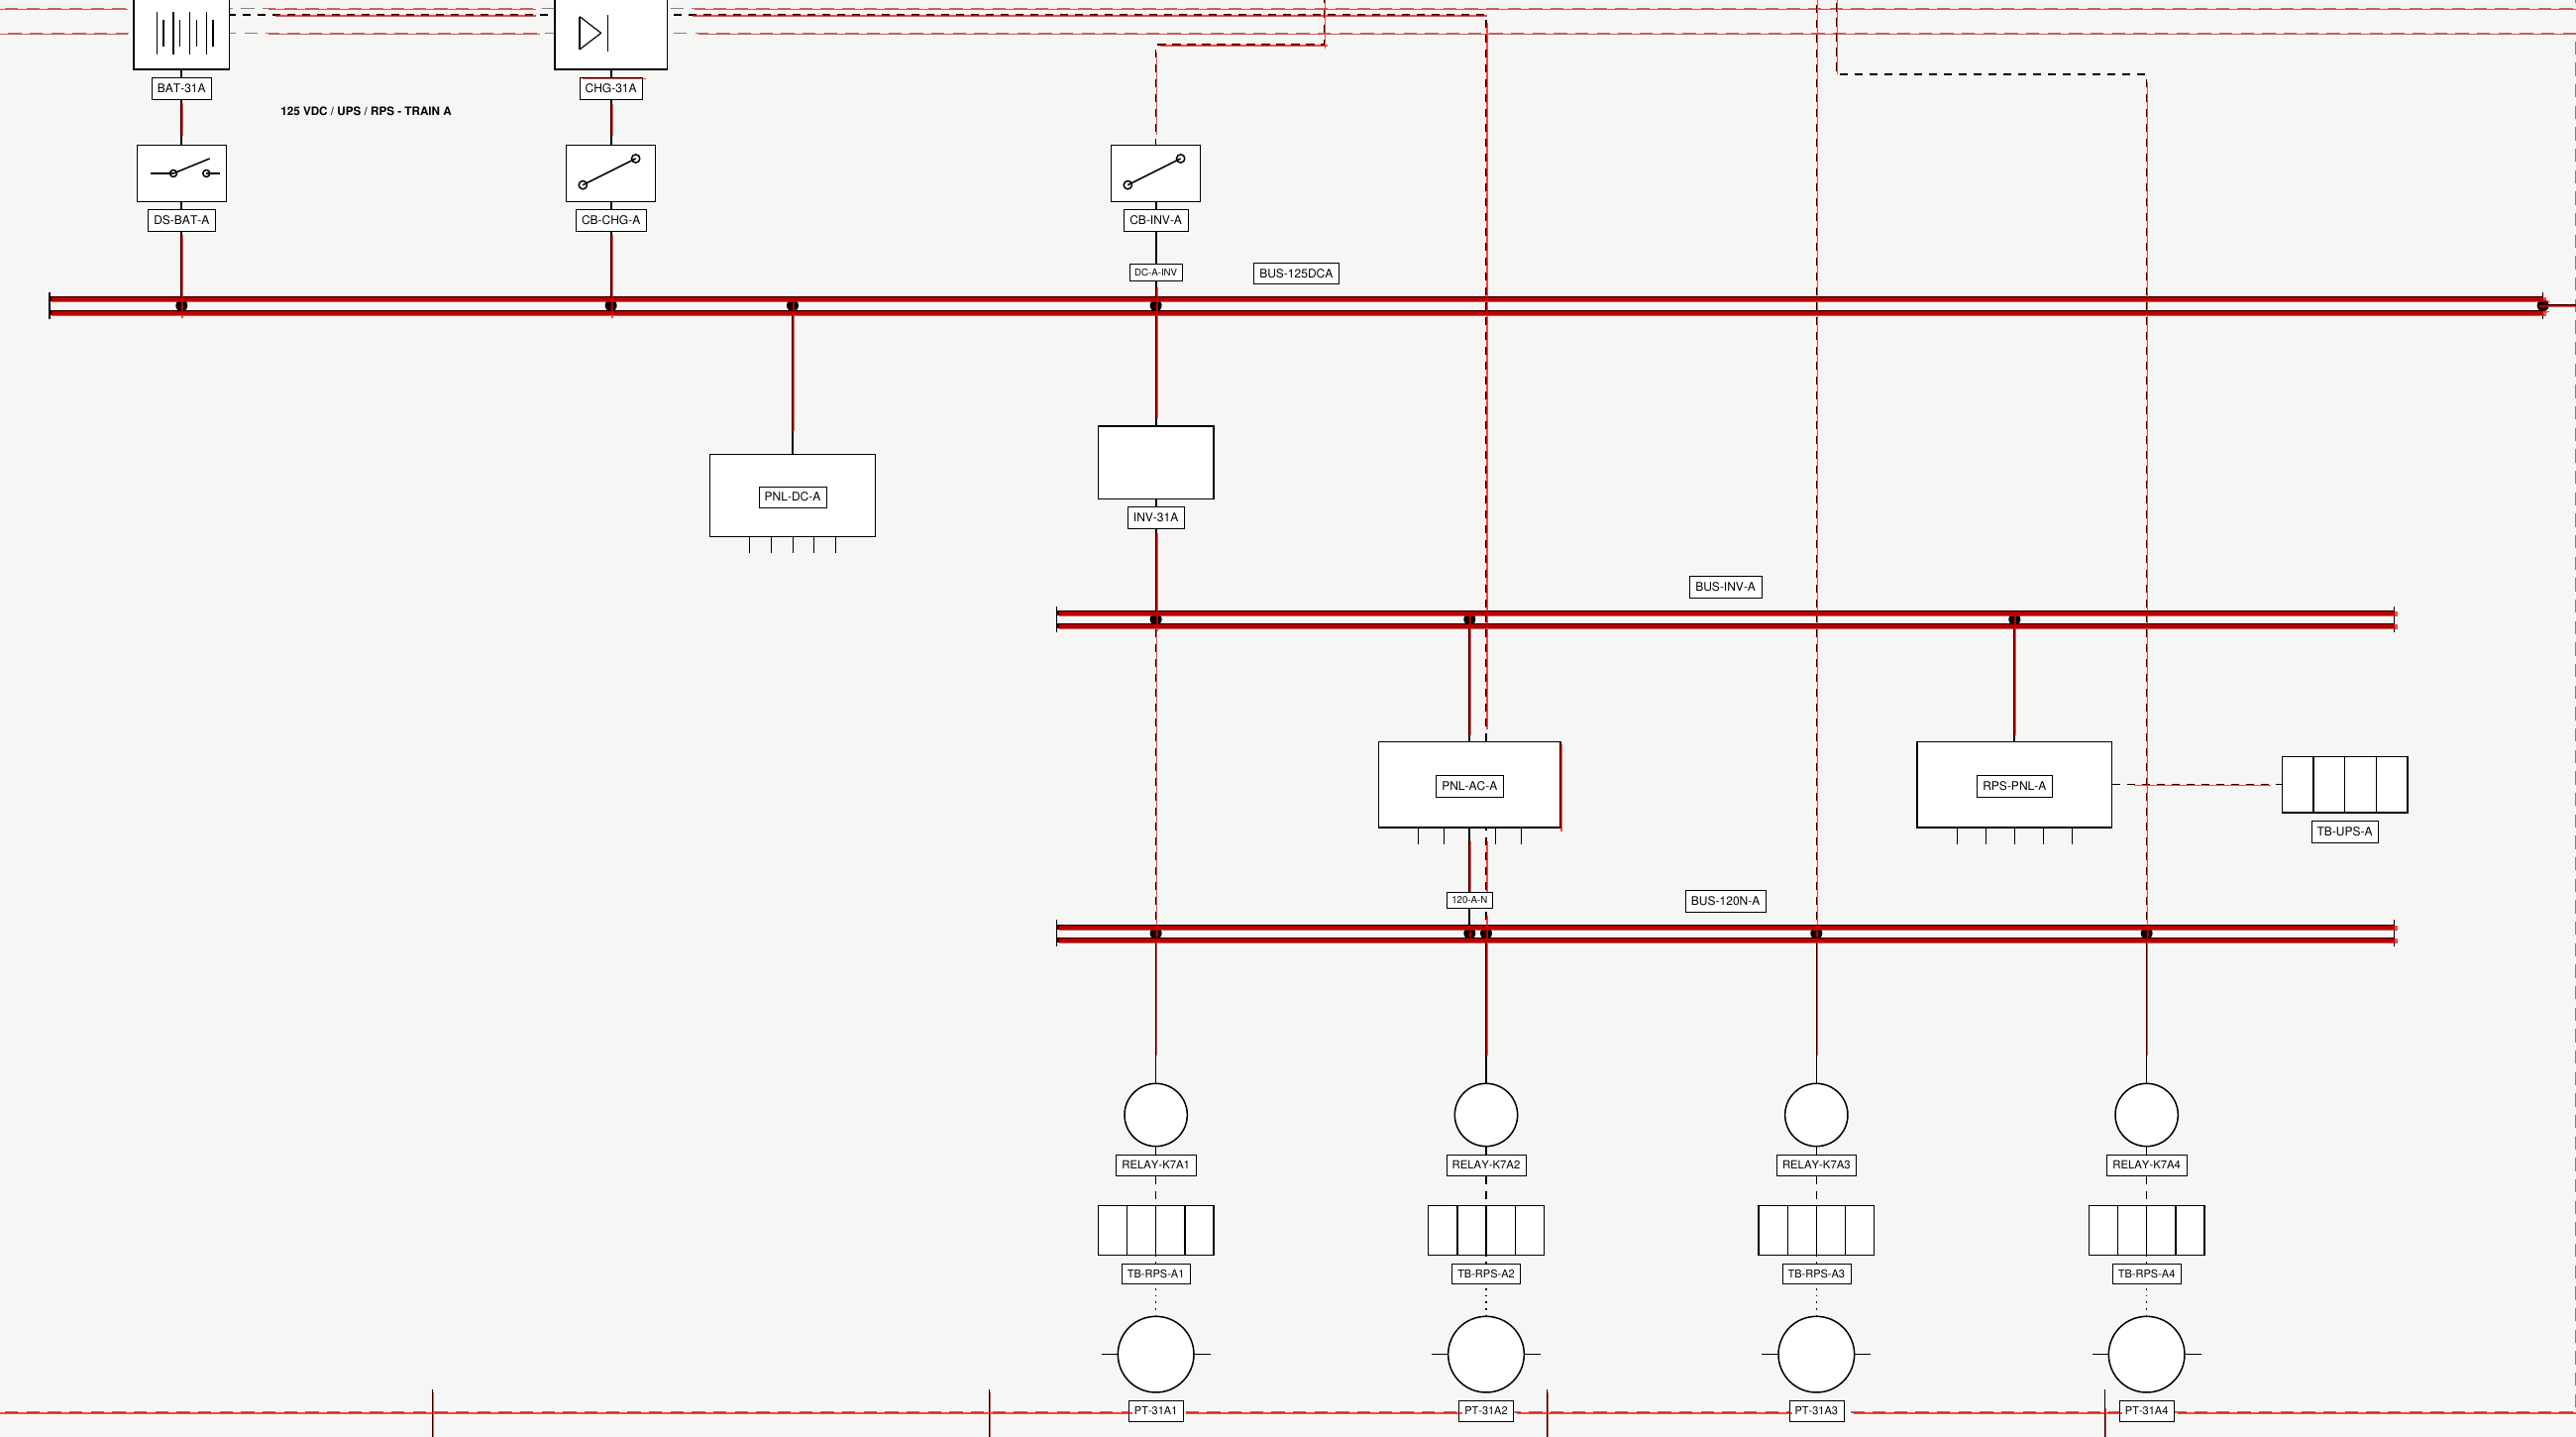 BAT-31A
CHG-31A
125 VDC / UPS / RPS - TRAIN A
DS-BAT-A
CB-CHG-A
CB-INV-A
DC-A-INV
BUS-125DCA
PNL-DC-A
INV-31A
BUS-INV-A
PNL-AC-A
RPS-PNL-A
TB-UPS-A
120-A-N
BUS-120N-A
RELAY-K7A1
RELAY-K7A2
RELAY-K7A3
RELAY-K7A4
TB-RPS-A1
TB-RPS-A2
TB-RPS-A3
TB-RPS-A4
PT-31A1
PT-31A2
PT-31A3
PT-31A4